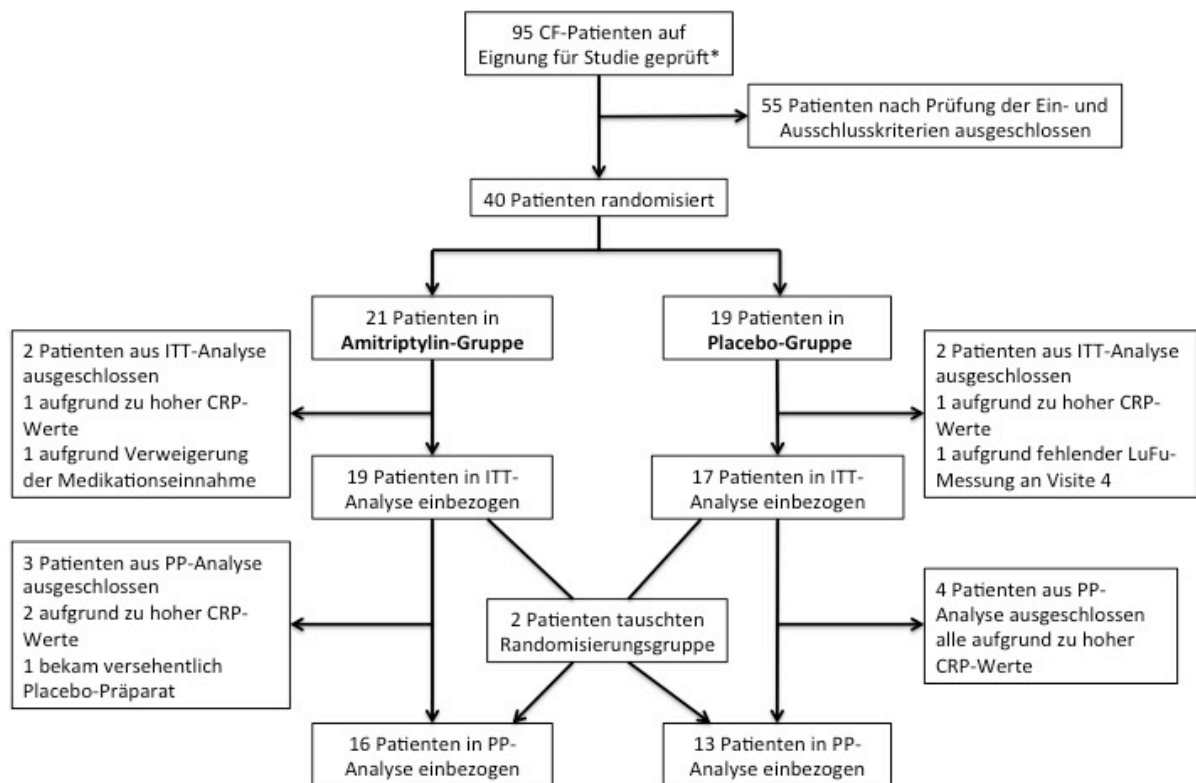 95 CF-Patienten auf
Eignung für Studie geprüft*
55 Patienten nach Prüfung der Ein- und
Ausschlusskriterien ausgeschlossen
40 Patienten randomisiert
21 Patienten in
Amitriptylin-Gruppe
19 Patienten in
Placebo-Gruppe
2 Patienten aus ITT-Analyse
ausgeschlossen
1 aufgrund zu hoher CRP-
Werte
1 aufgrund Verweigerung
der Medikationseinnahme
2 Patienten aus ITT-Analyse
ausgeschlossen
1 aufgrund zu hoher CRP-
Werte
1 aufgrund fehlender LuFu-
Messung an Visite 4
19 Patienten in ITT-
Analyse einbezogen
17 Patienten in ITT-
Analyse einbezogen
3 Patienten aus PP-Analyse
ausgeschlossen
2 aufgrund zu hoher CRP-
Werte
1 bekam versehentlich
Placebo-Präparat
2 Patienten tauschten
Randomisierungsgruppe
4 Patienten aus PP-
Analyse ausgeschlossen
alle aufgrund zu hoher
CRP-Werte
16 Patienten in PP-
Analyse einbezogen
13 Patienten in PP-
Analyse einbezogen